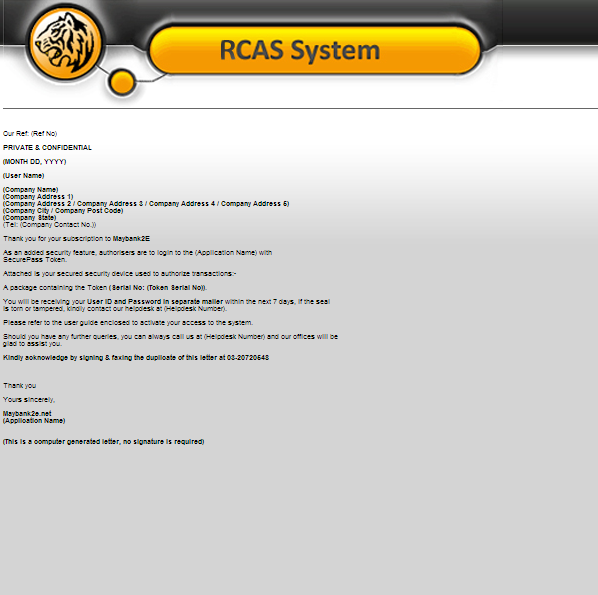 RCAS System
Our Ref: (Ref No)
PRIVATE & CONFIDENTIAL
(MONTH DD, YYYY)
(User Name)
(Company Name)
(Company Address 1)
(Company Address 2 / Company Address 3 / Company Address 4 / Company Address 5)
(Company City / Company Post Code)
(Company State)
(Tel: (Company Contact No.))
Thank you for your subscription to Maybank2E
As an added security feature, authorisers are to login to the (Application Name) with
SecurePass Token.
Attached is your secured security device used to authorize transactions:-
A package containing the Token (Serial No: (Token Serial No)).
You will be receiving your User ID and Password in separate mailer within the next 7 days, if the seal
is torn or tampered, kindly contact our helpdesk at (Helpdesk Number).
Please refer to the user guide enclosed to activate your access to the system.
Should you have any further queries, you can always call us at (Helpdesk Number) and our offices will be
glad to assist you.
Kindly acknowledge by signing & faxing the duplicate of this letter at 03-20720648
Thank you
Yours sincerely,
Maybank2e.net
(Application Name)
(This is a computer generated letter, no signature is required)